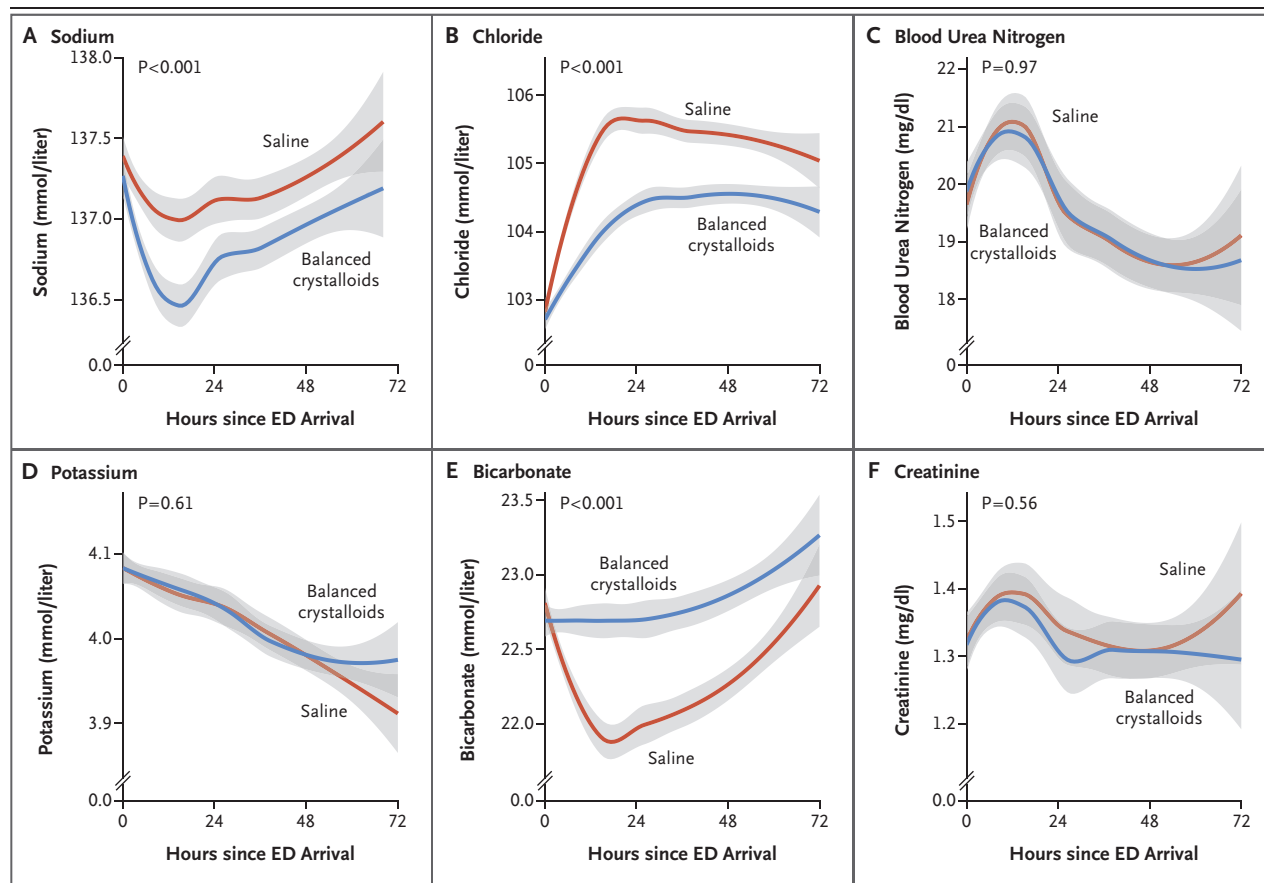 A Sodium
P<0.001
138.0
137.5
137.0
136.5
0.0
Sodium (mmol/liter)
Saline
Balanced
crystalloids
0 24 48 72
Hours since ED Arrival
B Chloride
P<0.001
106
105
104
103
0
Chloride (mmol/liter)
Saline
Balanced
crystalloids
0 24 48 72
Hours since ED Arrival
C Blood Urea Nitrogen
P=0.97
22
21
20
19
18
0
Blood Urea Nitrogen (mg/dl)
Saline
Balanced
crystalloids
0 24 48 72
Hours since ED Arrival
D Potassium
P=0.61
4.1
4.0
3.9
0.0
Potassium (mmol/liter)
Balanced
crystalloids
Saline
0 24 48 72
Hours since ED Arrival
E Bicarbonate
P<0.001
23.5
23.0
22.5
22.0
0.0
Bicarbonate (mmol/liter)
Balanced
crystalloids
Saline
0 24 48 72
Hours since ED Arrival
F Creatinine
P=0.56
1.5
1.4
1.3
1.2
0.0
Creatinine (mg/dl)
Saline
Balanced
crystalloids
0 24 48 72
Hours since ED Arrival